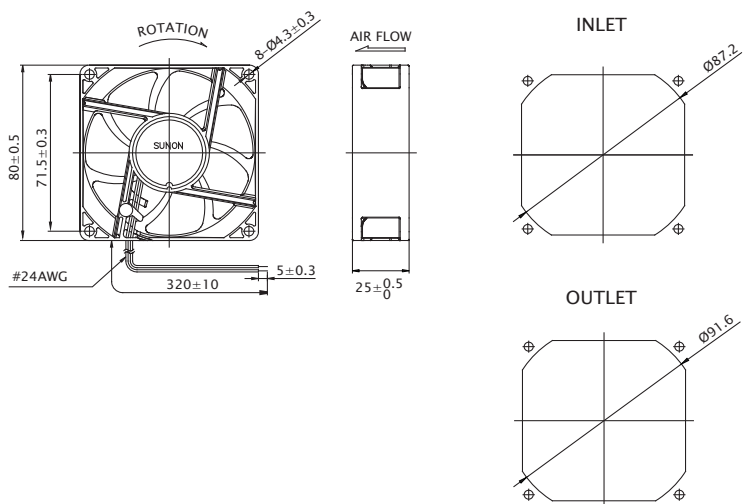 ROTATION
8-Ø4.3±0.3
80±0.5
71.5±0.3
SUNON
#24AWG
5±0.3
320±10
AIR FLOW
25±0.5
0
INLET
Ø87.2
OUTLET
Ø91.6